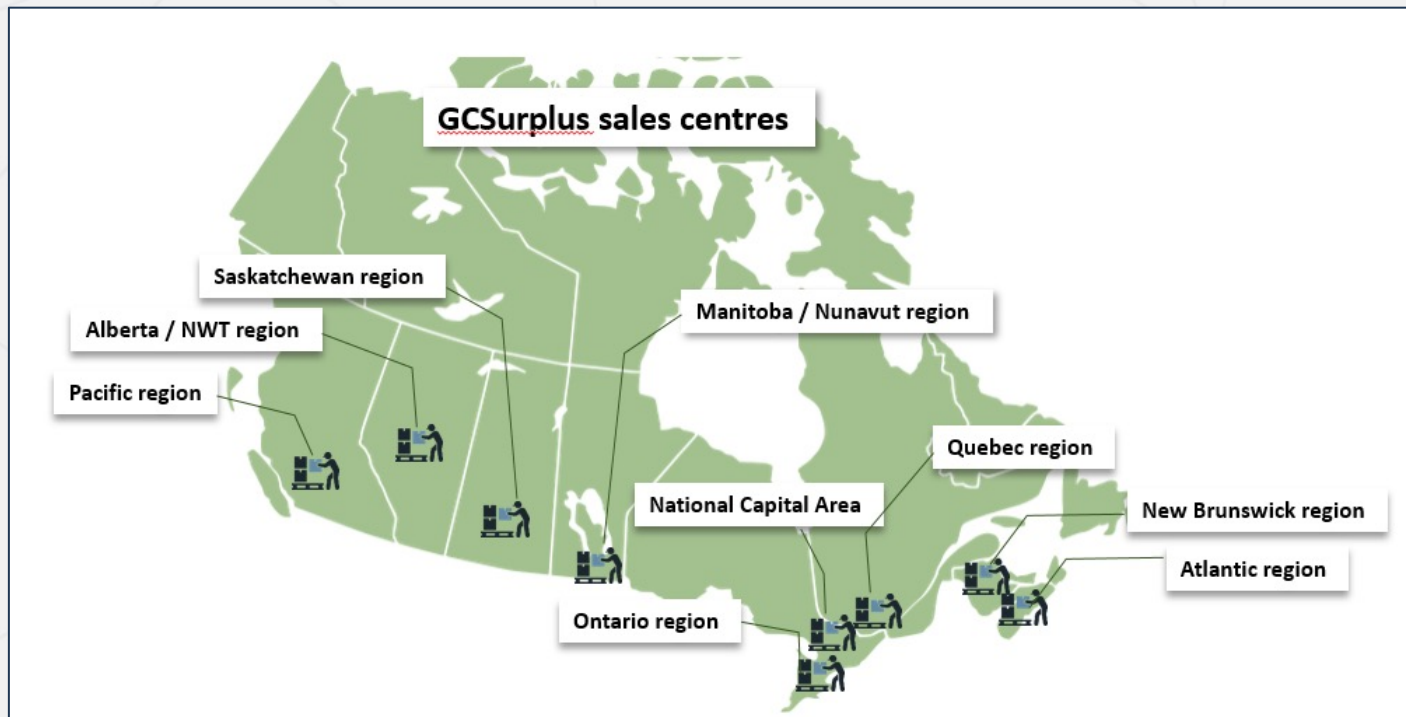 GCSurplus sales centres
Saskatchewan region
Manitoba / Nunavut region
Alberta / NWT region
Pacific region
Quebec region
National Capital Area
New Brunswick region
Atlantic region
Ontario region